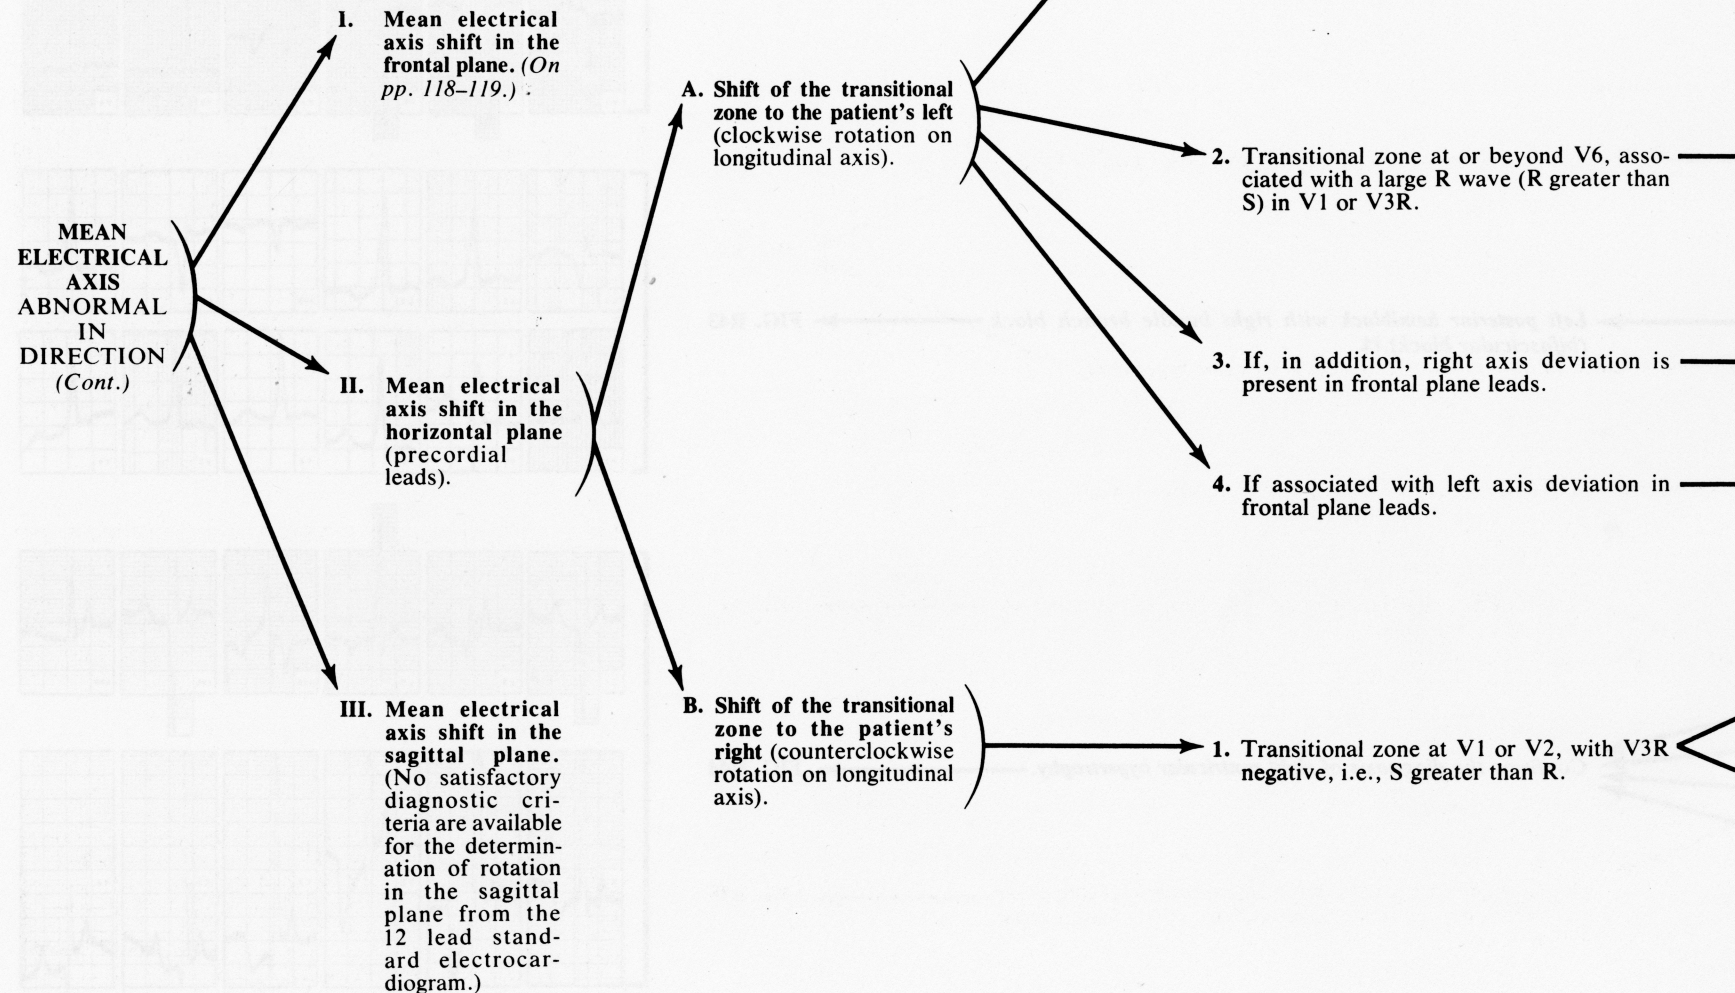 MEAN
ELECTRICAL
AXIS
ABNORMAL
IN
DIRECTION
(Cont.)
I. Mean electrical
axis shift in the
frontal plane. (On
pp. 118–119.)
II. Mean electrical
axis shift in the
horizontal plane
(precordial
leads).
III. Mean electrical
axis shift in the
sagittal plane.
(No satisfactory
diagnostic cri-
teria are available
for the determin-
ation of rotation
in the sagittal
plane from the
12 lead stand-
ard electrocar-
diogram.)
A. Shift of the transitional
zone to the patient's left
(clockwise rotation on
longitudinal axis).
2. Transitional zone at or beyond V6, asso-
ciated with a large R wave (R greater than
S) in V1 or V3R.
3. If, in addition, right axis deviation is
present in frontal plane leads.
4. If associated with left axis deviation in
frontal plane leads.
B. Shift of the transitional
zone to the patient's
right (counterclockwise
rotation on longitudinal
axis).
1. Transitional zone at V1 or V2, with V3R
negative, i.e., S greater than R.